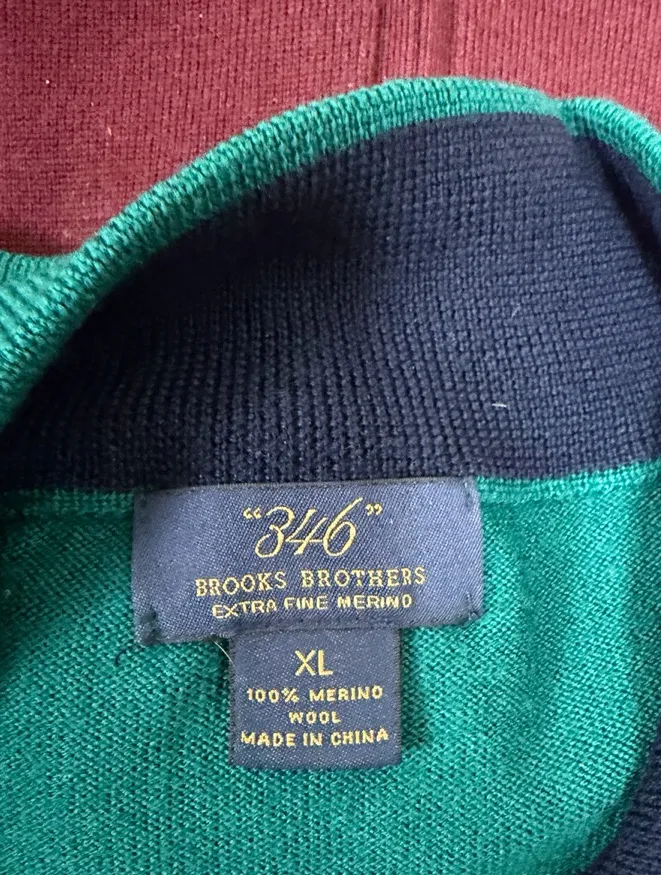 "346"
BROOKS BROTHERS
EXTRA FINE MERINO
XL
100% MERINO
WOOL
MADE IN CHINA